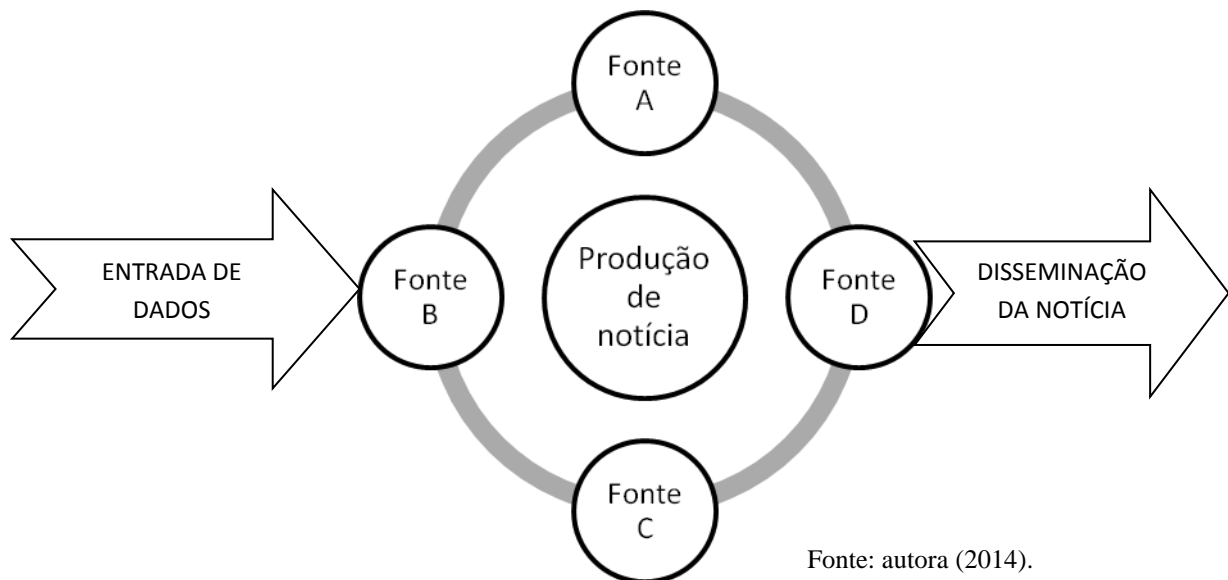 Fonte
A
ENTRADA DE
DADOS
Fonte
B
Produção
de
notícia
Fonte
D
DISSEMINAÇÃO
DA NOTÍCIA
Fonte
C
Fonte: autora (2014).